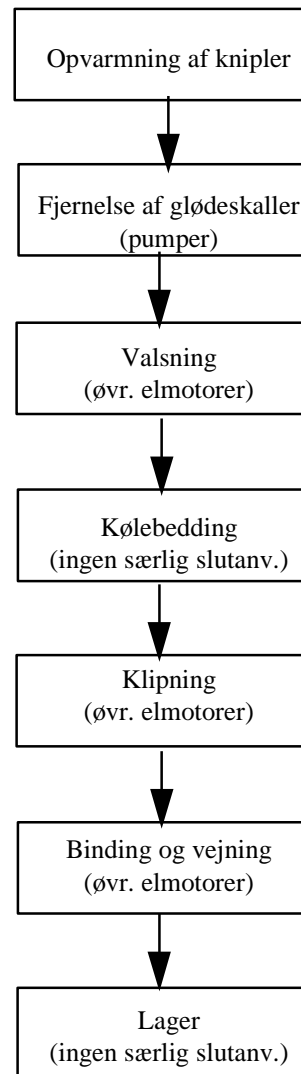 Opvarmning af knipler
Fjernelse af glødeskaller
(pumper)
Valsning
(øvr. elmotorer)
Kølebedding
(ingen særlig slutanv.)
Klipning
(øvr. elmotorer)
Binding og vejning
(øvr. elmotorer)
Lager
(ingen særlig slutanv.)